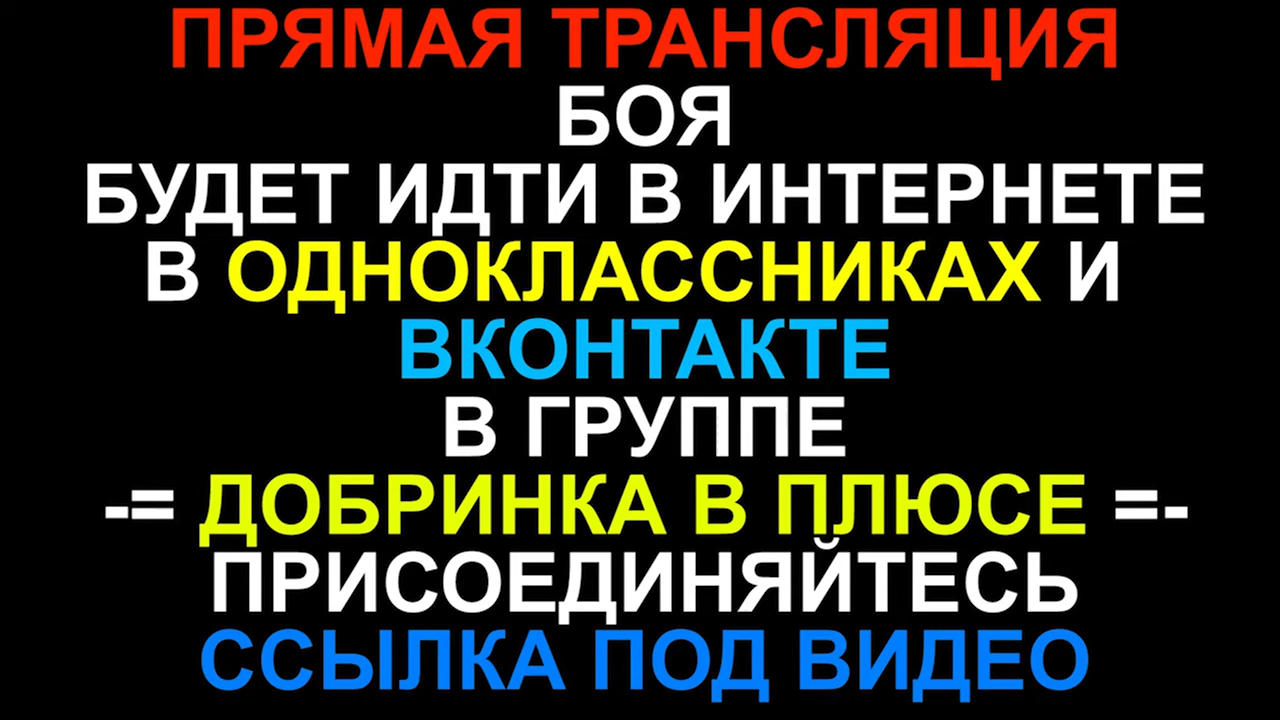 ПРЯМАЯ ТРАНСЛЯЦИЯ
БОЯ
БУДЕТ ИДТИ В ИНТЕРНЕТЕ
В ОДНОКЛАССНИКАХ И
ВКОНТАКТЕ
В ГРУППЕ
-= ДОБРИНКА В ПЛЮСЕ =-
ПРИСОЕДИНЯЙТЕСЬ
ССЫЛКА ПОД ВИДЕО